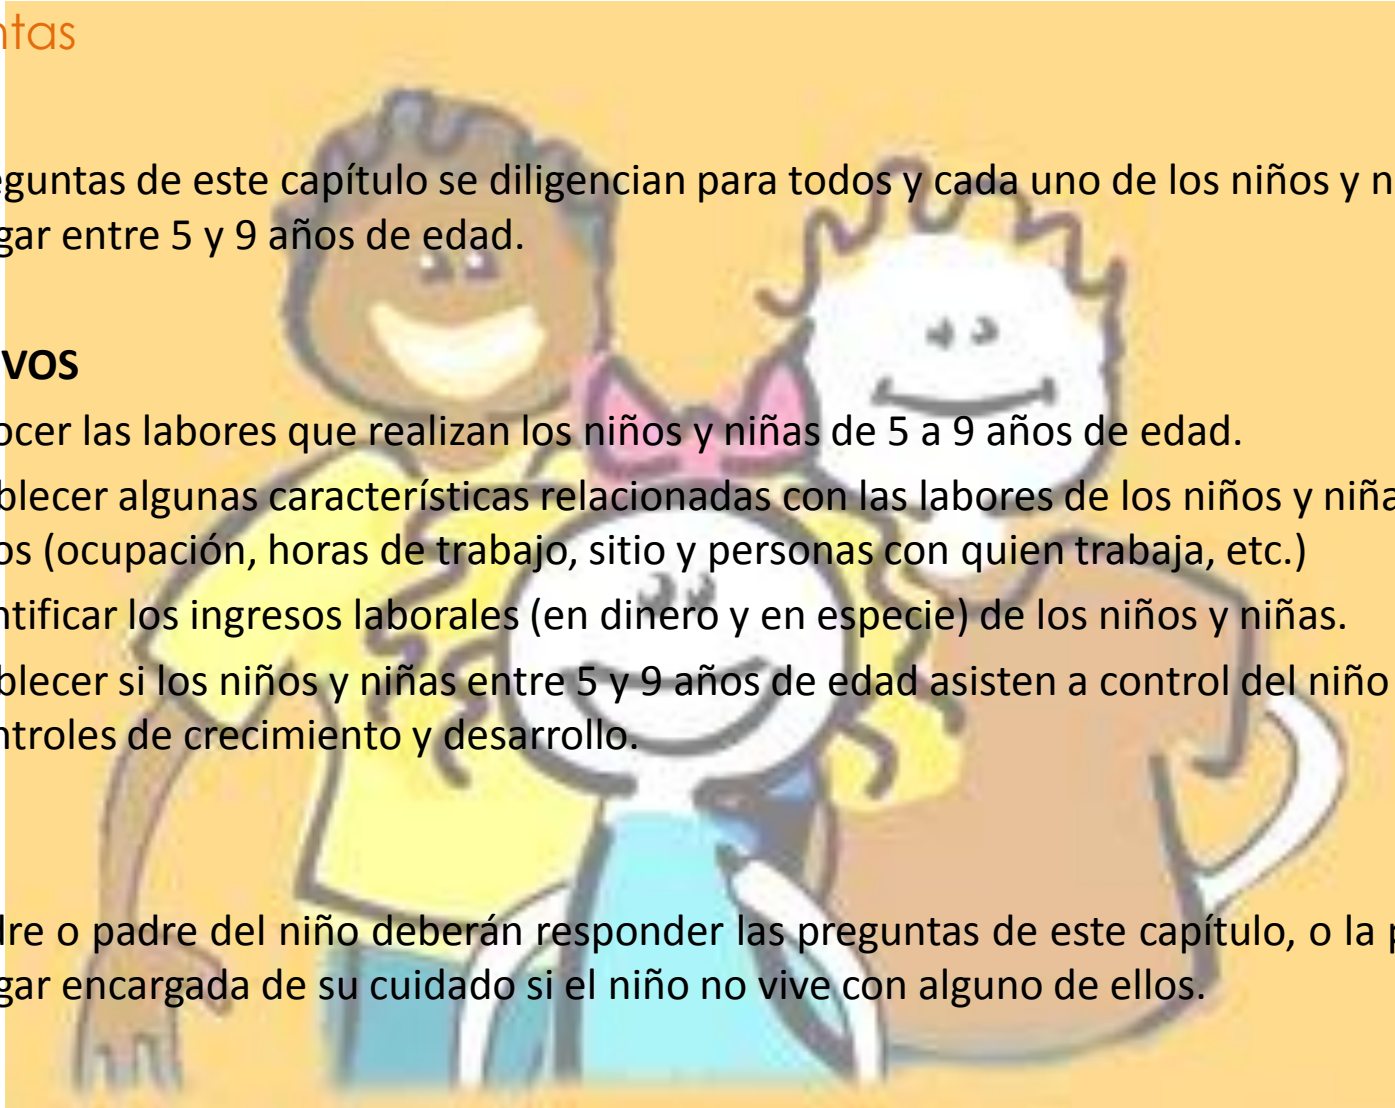 ntas
eguntas de este capítulo se diligencian para todos y cada uno de los niños y n
gar entre 5 y 9 años de edad.
VOS
ocer las labores que realizan los niños y niñas de 5 a 9 años de edad.
blecer algunas características relacionadas con las labores de los niños y niña
os (ocupación, horas de trabajo, sitio y personas con quien trabaja, etc.)
ntificar los ingresos laborales (en dinero y en especie) de los niños y niñas.
blecer si los niños y niñas entre 5 y 9 años de edad asisten a control del niño
ntroles de crecimiento y desarrollo.
dre o padre del niño deberán responder las preguntas de este capítulo, o la p
gar encargada de su cuidado si el niño no vive con alguno de ellos.